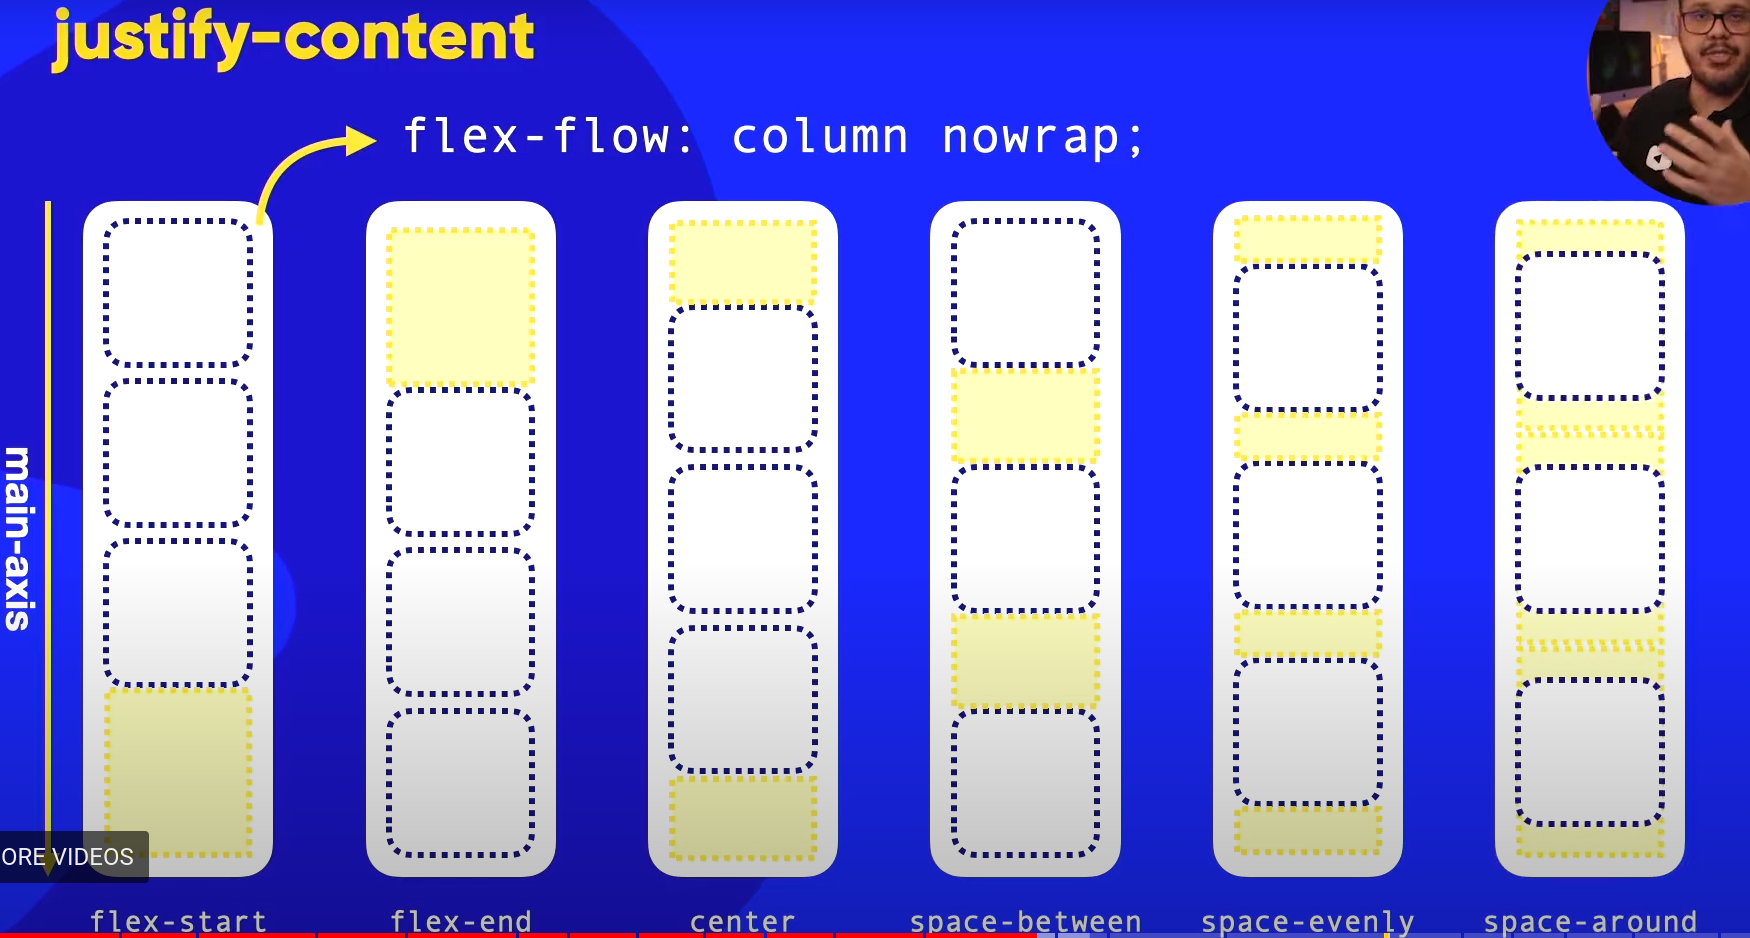 justify-content
flex-flow: column nowrap;
main-axis
ORE VIDEOS
flex-start
flex-end
center
space-between
space-evenly
space-around